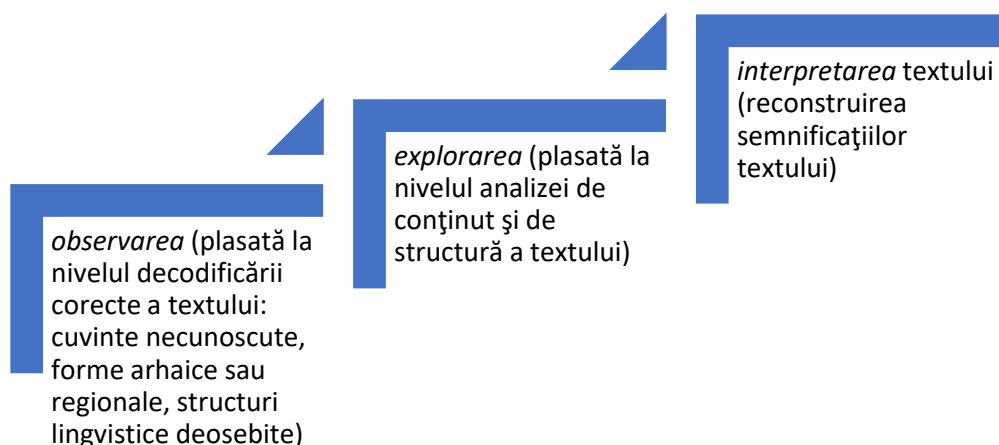 observarea (plasată la
nivelul decodificării
corecte a textului:
cuvinte necunoscute,
forme arhaice sau
regionale, structuri
lingvistice deosebite)
explorarea (plasată la
nivelul analizei de
conţinut şi de
structură a textului)
interpretarea textului
(reconstruirea
semnificaţiilor
textului)